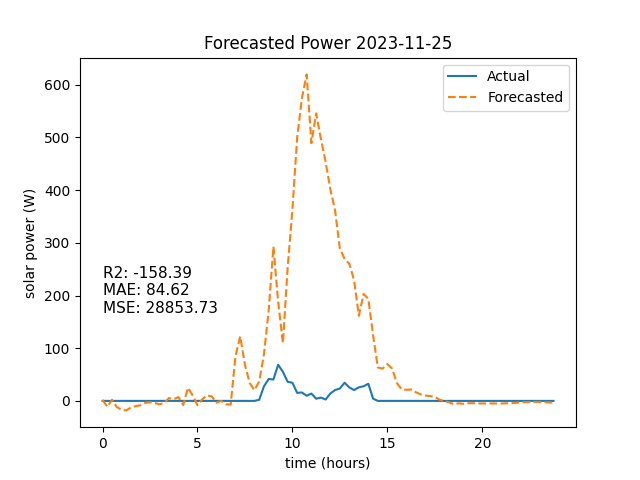 Forecasted Power 2023-11-25
Actual
Forecasted
600
500
400
300
200
100
0
solar power (W)
R2: -158.39
MAE: 84.62
MSE: 28853.73
0 5 10 15 20
time (hours)